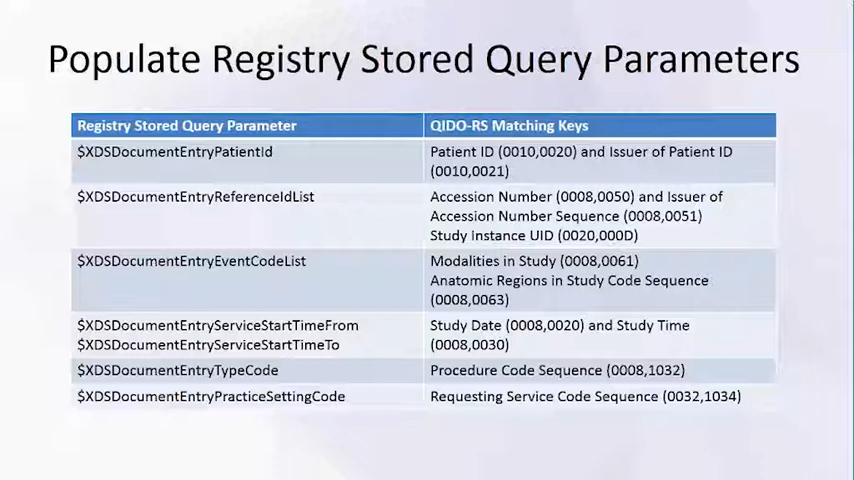 Populate Registry Stored Query Parameters
Registry Stored Query Parameter
QIDO-RS Matching Keys
$XDSDocumentEntryPatientId
Patient ID (0010,0020) and Issuer of Patient ID
(0010,0021)
$XDSDocumentEntryReferenceIdList
Accession Number (0008,0050) and Issuer of
Accession Number Sequence (0008,0051)
Study Instance UID (0020,000D)
$XDSDocumentEntryEventCodeList
Modalities in Study (0008,0061)
Anatomic Regions in Study Code Sequence
(0008,0063)
$XDSDocumentEntryServiceStartTimeFrom
$XDSDocumentEntryServiceStartTimeTo
Study Date (0008,0020) and Study Time
(0008,0030)
$XDSDocumentEntryTypeCode
Procedure Code Sequence (0008,1032)
$XDSDocumentEntryPracticeSettingCode
Requesting Service Code Sequence (0032,1034)